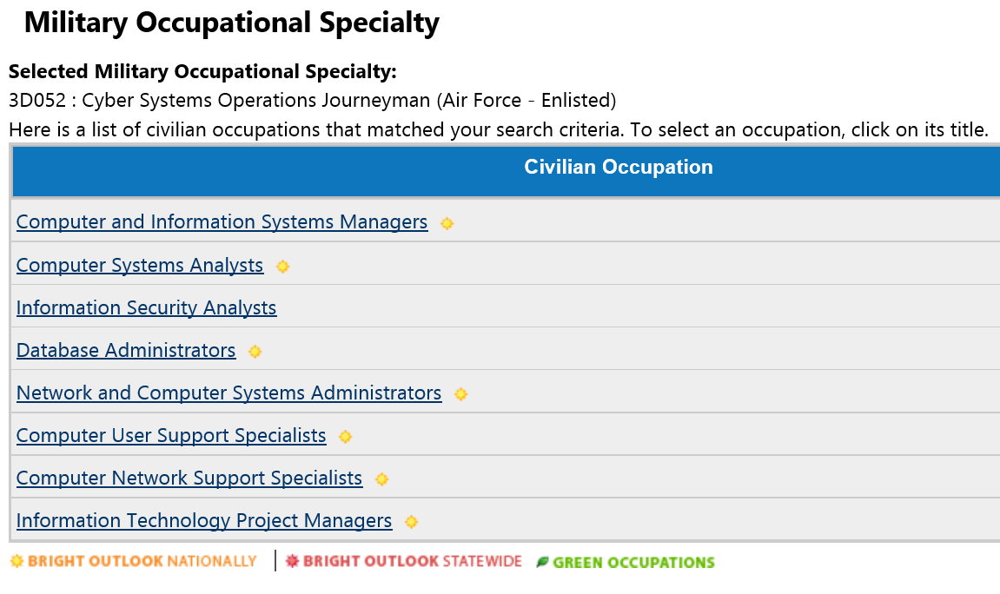 Military Occupational Specialty
Selected Military Occupational Specialty:
3D052 : Cyber Systems Operations Journeyman (Air Force - Enlisted)
Here is a list of civilian occupations that matched your search criteria. To select an occupation, click on its title.
Civilian Occupation
Computer and Information Systems Managers
Computer Systems Analysts
Information Security Analysts
Database Administrators
Network and Computer Systems Administrators
Computer User Support Specialists
Computer Network Support Specialists
Information Technology Project Managers
BRIGHT OUTLOOK NATIONALLY | BRIGHT OUTLOOK STATEWIDE GREEN OCCUPATIONS